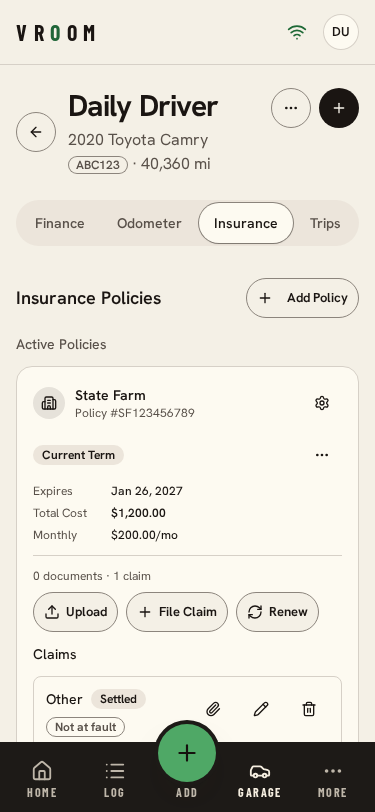 VROOM
DU
Daily Driver
2020 Toyota Camry
ABC123 · 40,360 mi
Finance Odometer Insurance Trips
Insurance Policies
Add Policy
Active Policies
State Farm
Policy #SF123456789
Current Term
Expires Jan 26, 2027
Total Cost $1,200.00
Monthly $200.00/mo
0 documents · 1 claim
Upload File Claim Renew
Claims
Other Settled
Not at fault
HOME LOG ADD GARAGE MORE